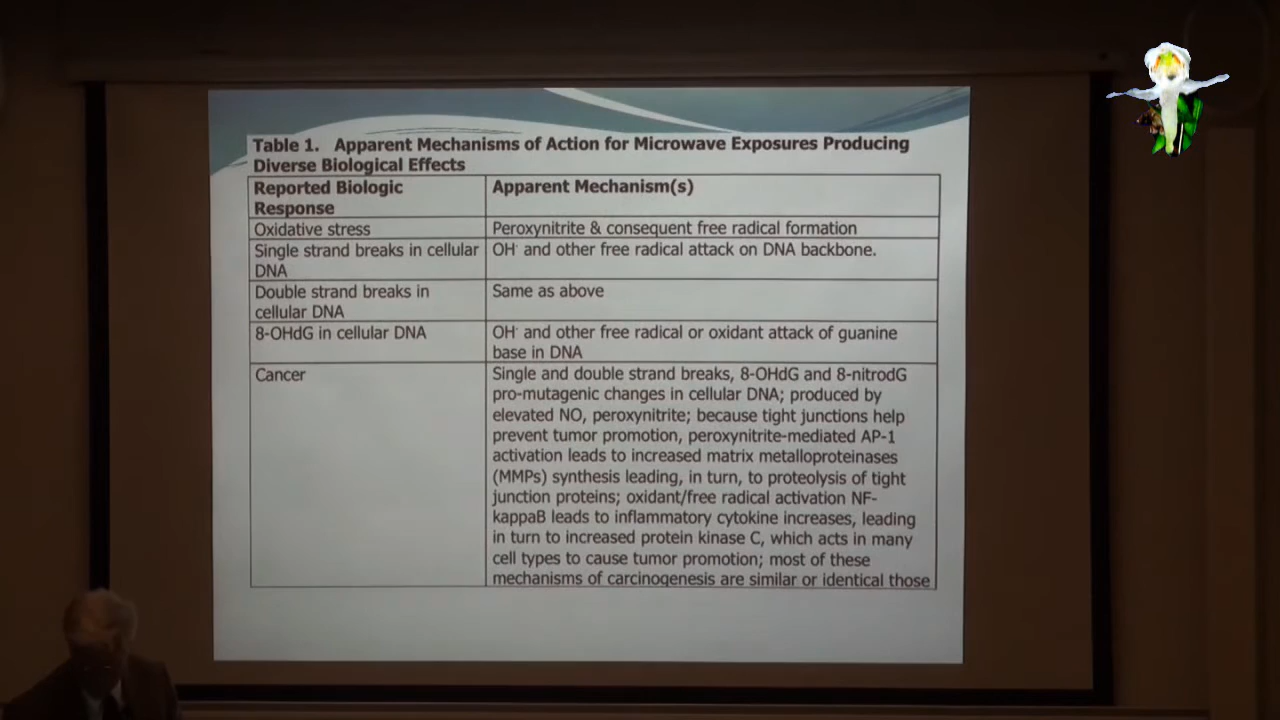 Table 1. Apparent Mechanisms of Action for Microwave Exposures Producing
Diverse Biological Effects
Reported Biologic
Response
Apparent Mechanism(s)
Oxidative stress
Peroxynitrite & consequent free radical formation
Single strand breaks in cellular
DNA
OH· and other free radical attack on DNA backbone.
Double strand breaks in
cellular DNA
Same as above
8-OHdG in cellular DNA
OH· and other free radical or oxidant attack of guanine
base in DNA
Cancer
Single and double strand breaks, 8-OHdG and 8-nitrodG
pro-mutagenic changes in cellular DNA; produced by
elevated NO, peroxynitrite; because tight junctions help
prevent tumor promotion, peroxynitrite-mediated AP-1
activation leads to increased matrix metalloproteinases
(MMPs) synthesis leading, in turn, to proteolysis of tight
junction proteins; oxidant/free radical activation NF-
kappaB leads to inflammatory cytokine increases, leading
in turn to increased protein kinase C, which acts in many
cell types to cause tumor promotion; most of these
mechanisms of carcinogenesis are similar or identical those